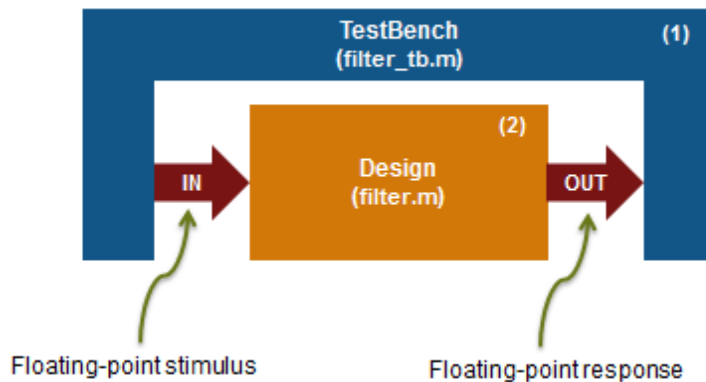 TestBench
(filter_tb.m)
(1)
(2)
Design
(filter.m)
IN
OUT
Floating-point stimulus
Floating-point response